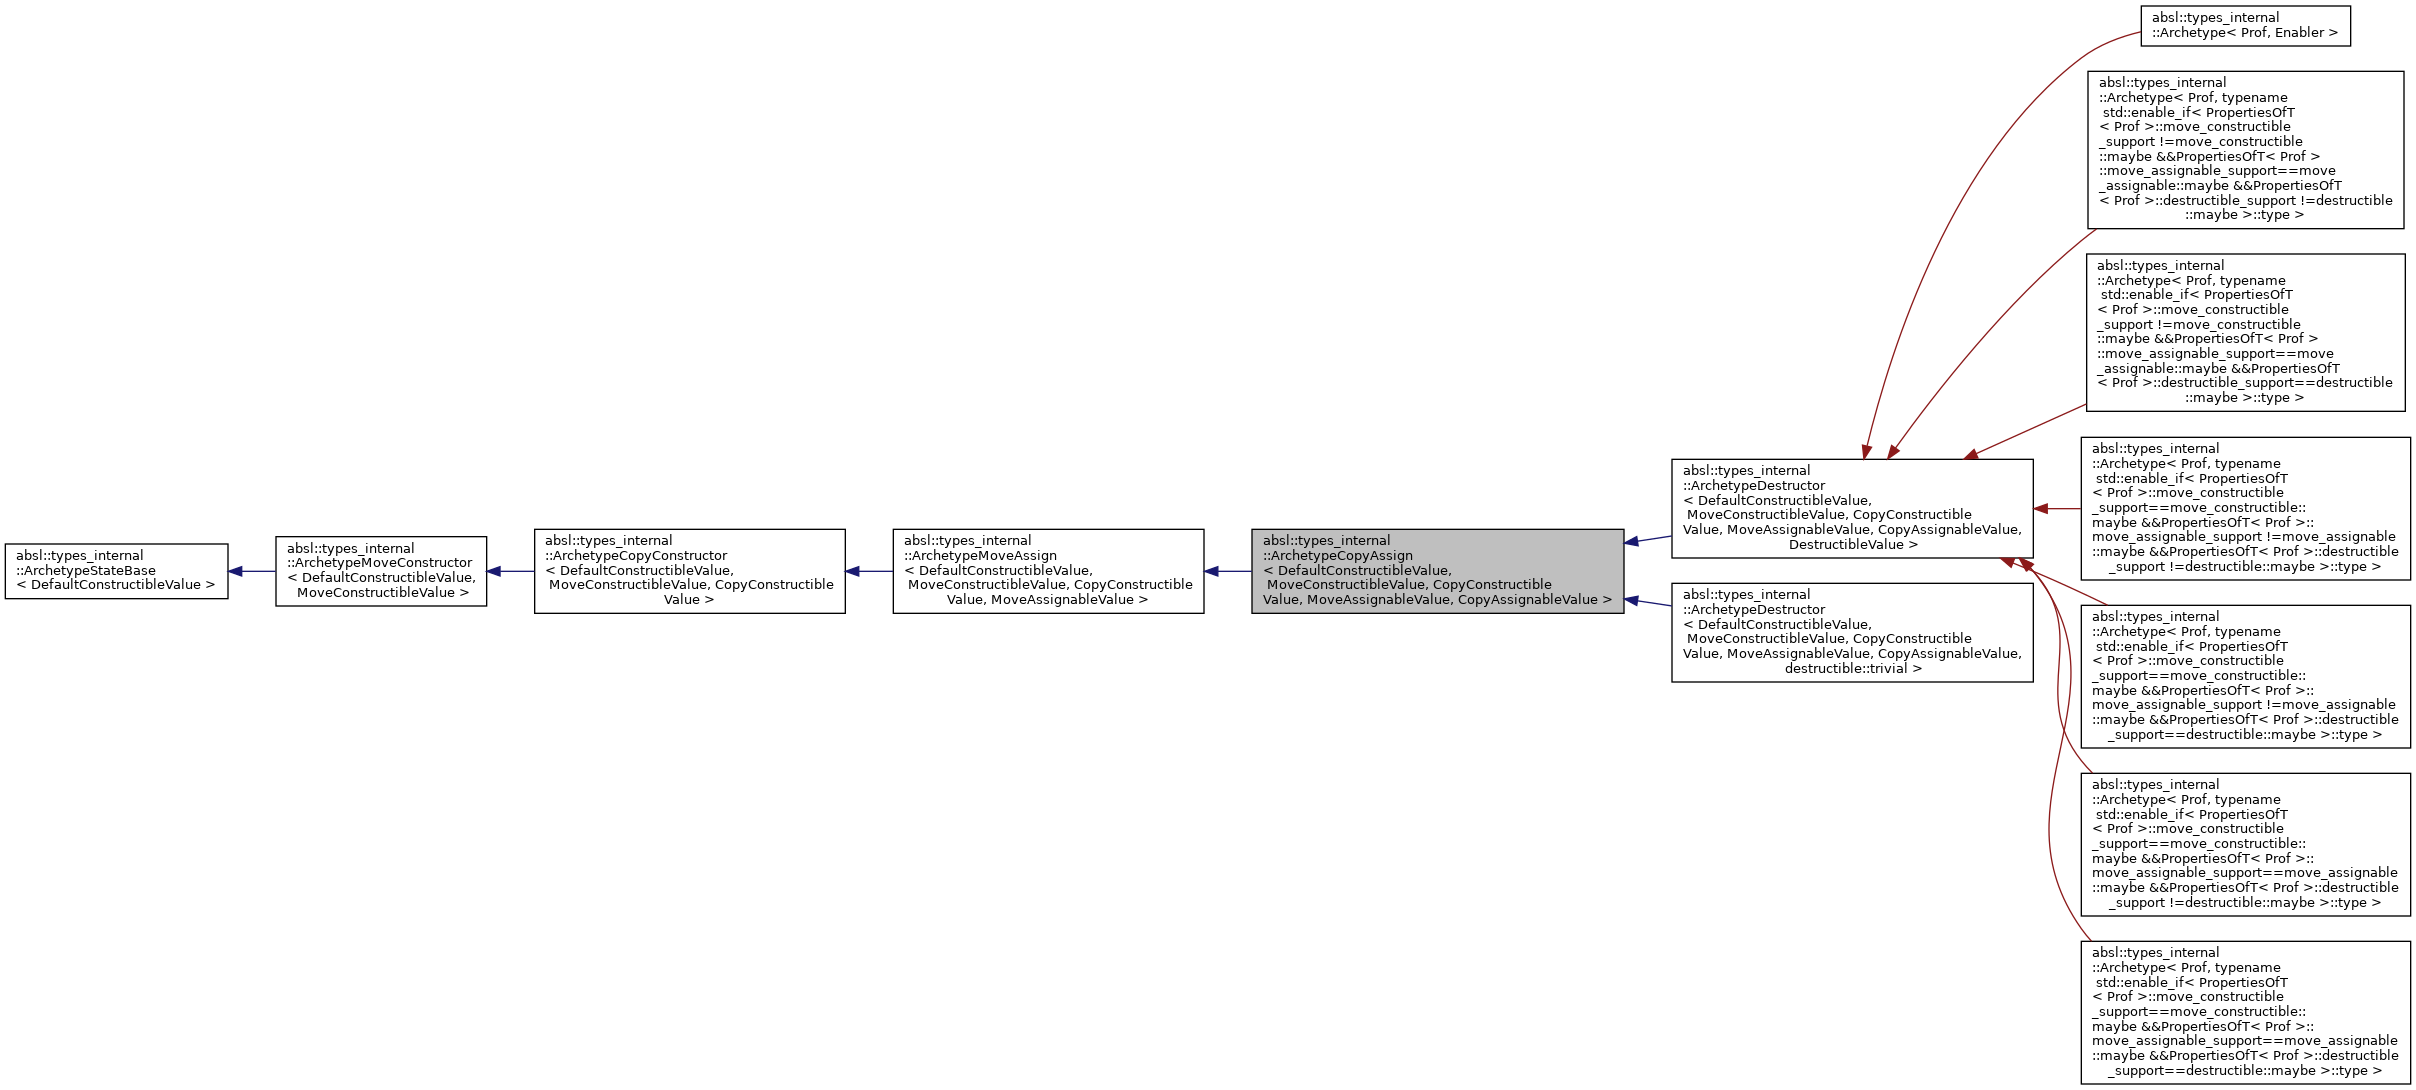 absl::types_internal
::ArchetypeStateBase
< DefaultConstructibleValue >
absl::types_internal
::ArchetypeMoveConstructor
< DefaultConstructibleValue,
MoveConstructibleValue >
absl::types_internal
::ArchetypeCopyConstructor
< DefaultConstructibleValue,
MoveConstructibleValue, CopyConstructible
Value >
absl::types_internal
::ArchetypeMoveAssign
< DefaultConstructibleValue,
MoveConstructibleValue, CopyConstructible
Value, MoveAssignableValue >
absl::types_internal
::ArchetypeCopyAssign
< DefaultConstructibleValue,
MoveConstructibleValue, CopyConstructible
Value, MoveAssignableValue, CopyAssignableValue >
absl::types_internal
::ArchetypeDestructor
< DefaultConstructibleValue,
MoveConstructibleValue, CopyConstructible
Value, MoveAssignableValue, CopyAssignableValue,
DestructibleValue >
absl::types_internal
::ArchetypeDestructor
< DefaultConstructibleValue,
MoveConstructibleValue, CopyConstructible
Value, MoveAssignableValue, CopyAssignableValue,
destructible::trivial >
absl::types_internal
::Archetype< Prof, Enabler >
absl::types_internal
::Archetype< Prof, typename
std::enable_if< PropertiesOfT
< Prof >::move_constructible
_support !=move_constructible
::maybe &&PropertiesOfT< Prof >
::move_assignable_support==move
_assignable::maybe &&PropertiesOfT
< Prof >::destructible_support !=destructible
::maybe >::type >
absl::types_internal
::Archetype< Prof, typename
std::enable_if< PropertiesOfT
< Prof >::move_constructible
_support !=move_constructible
::maybe &&PropertiesOfT< Prof >
::move_assignable_support==move
_assignable::maybe &&PropertiesOfT
< Prof >::destructible_support==destructible
::maybe >::type >
absl::types_internal
::Archetype< Prof, typename
std::enable_if< PropertiesOfT
< Prof >::move_constructible
_support==move_constructible::
maybe &&PropertiesOfT< Prof >::
move_assignable_support !=move_assignable
::maybe &&PropertiesOfT< Prof >::destructible
_support !=destructible::maybe >::type >
absl::types_internal
::Archetype< Prof, typename
std::enable_if< PropertiesOfT
< Prof >::move_constructible
_support==move_constructible::
maybe &&PropertiesOfT< Prof >::
move_assignable_support !=move_assignable
::maybe &&PropertiesOfT< Prof >::destructible
_support==destructible::maybe >::type >
absl::types_internal
::Archetype< Prof, typename
std::enable_if< PropertiesOfT
< Prof >::move_constructible
_support==move_constructible::
maybe &&PropertiesOfT< Prof >::
move_assignable_support==move_assignable
::maybe &&PropertiesOfT< Prof >::destructible
_support !=destructible::maybe >::type >
absl::types_internal
::Archetype< Prof, typename
std::enable_if< PropertiesOfT
< Prof >::move_constructible
_support==move_constructible::
maybe &&PropertiesOfT< Prof >::
move_assignable_support==move_assignable
::maybe &&PropertiesOfT< Prof >::destructible
_support==destructible::maybe >::type >